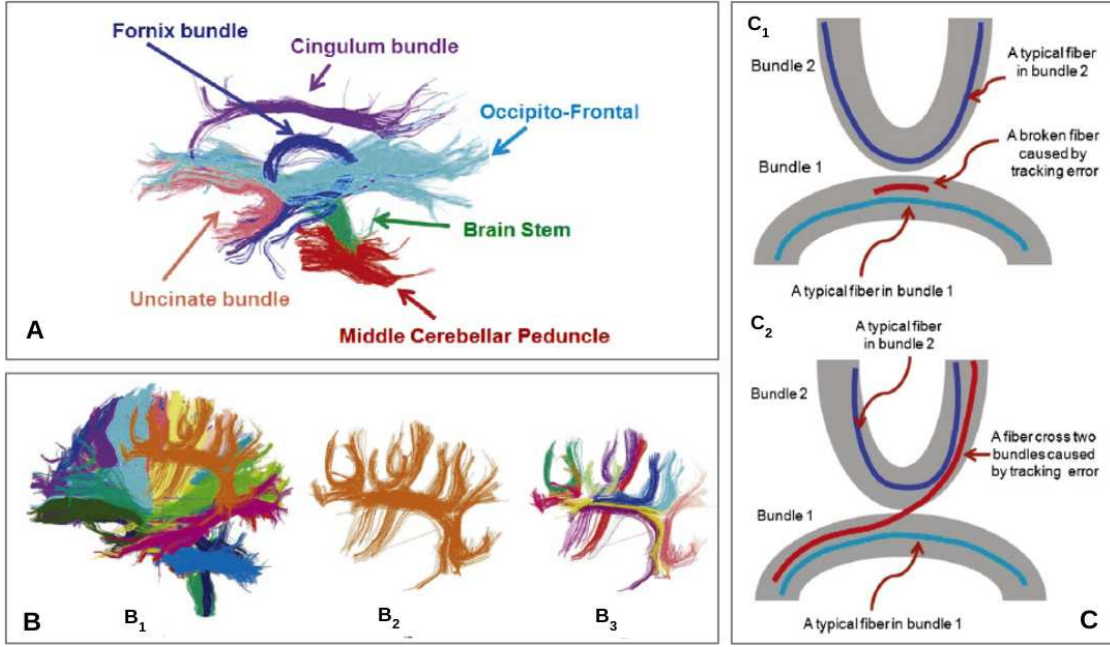 Fornix bundle
Cingulum bundle
Occipito-Frontal
Brain Stem
Uncinate bundle
Middle Cerebellar Peduncle
A
B
B1
B2
B3
C1
Bundle 2
A typical fiber
in bundle 2
A broken fiber
caused by
tracking error
Bundle 1
A typical fiber in bundle 1
C2
A typical fiber
in bundle 2
Bundle 2
A fiber cross two
bundles caused
by tracking error
Bundle 1
A typical fiber in bundle 1
C